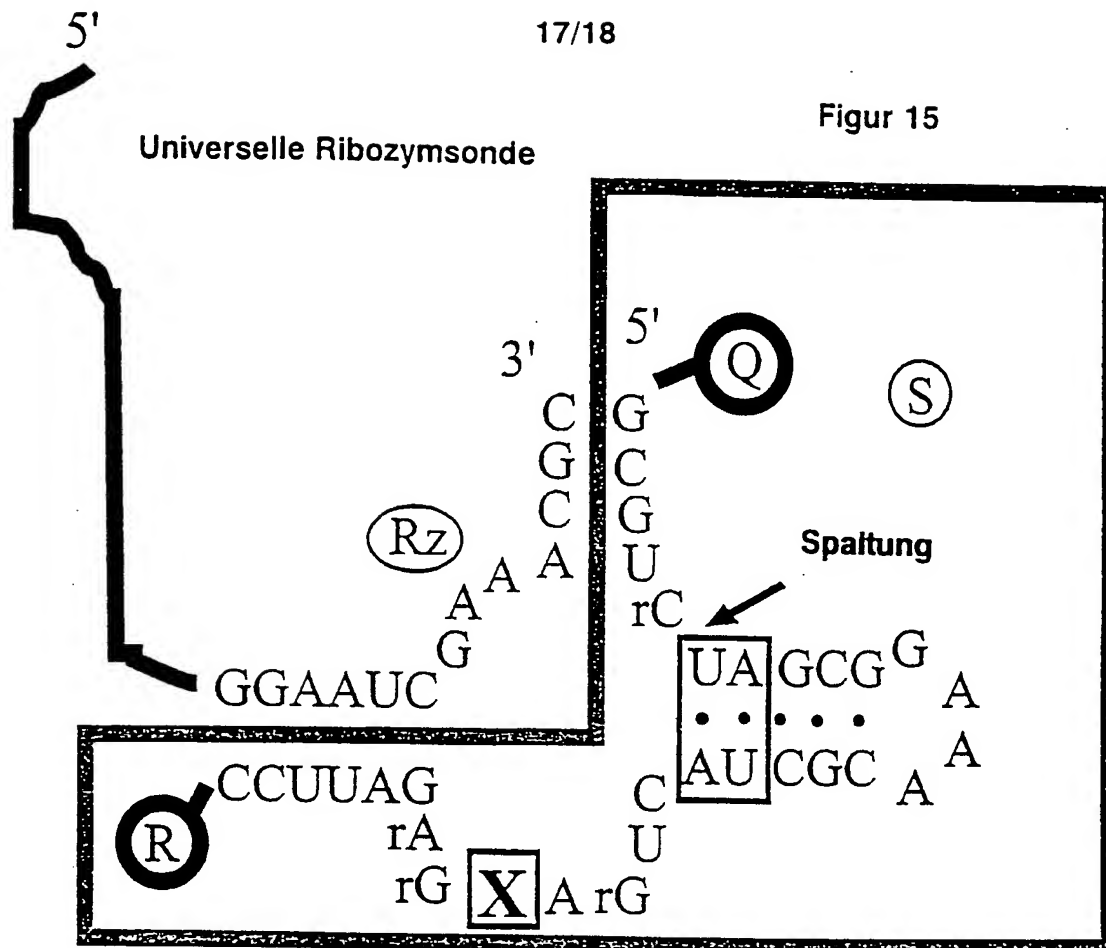 5'
17/18
Figur 15
Universelle Ribozymsonde
5'
3'
Q
S
C G
G C
C G
Rz
A U
Spaltung
A A
rC
A
G
UA GCG G
A
GGAAUC
• • • • •
A
AU CGC A
CCUUAG
C
R
rA
U
rG X A rG